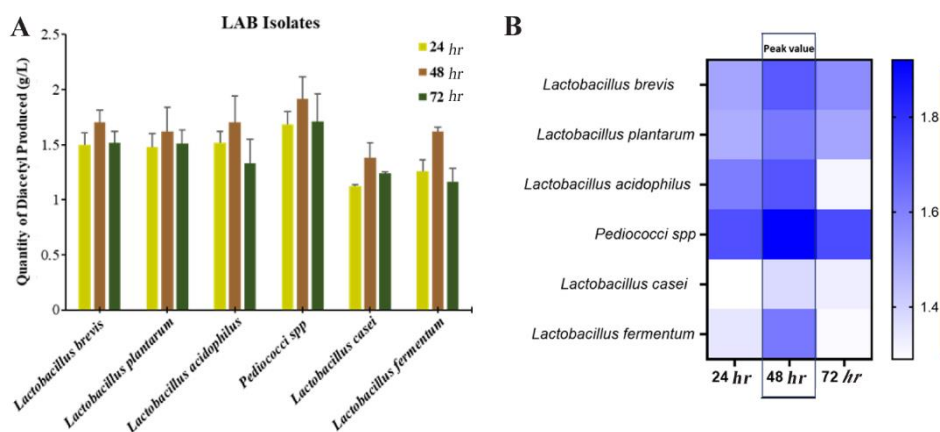 A
LAB Isolates
Quantity of Diacetyl Produced (g/L)
2.5
2
1.5
1
0.5
0
24 hr
48 hr
72 hr
Lactobacillus brevis
Lactobacillus plantarum
Lactobacillus acidophilus
Pediococci spp
Lactobacillus casei
Lactobacillus fermentum
B
Peak value
Lactobacillus brevis
Lactobacillus plantarum
Lactobacillus acidophilus
Pediococci spp
Lactobacillus casei
Lactobacillus fermentum
24 hr
48 hr
72 hr
1.8
1.6
1.4